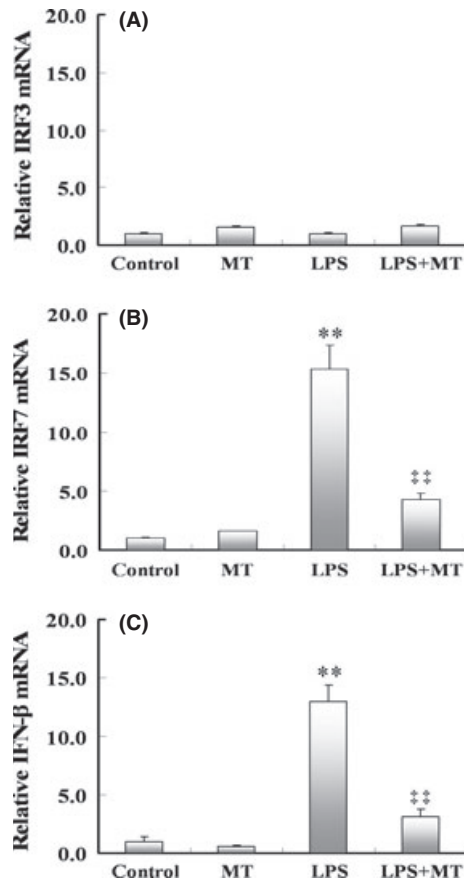 (A)
Relative IRF3 mRNA
20.0
15.0
10.0
5.0
0.0
Control MT LPS LPS+MT
(B)
Relative IRF7 mRNA
20.0
15.0
10.0
5.0
0.0
**
‡‡
Control MT LPS LPS+MT
(C)
Relative IFN-β mRNA
20.0
15.0
10.0
5.0
0.0
**
‡‡
Control MT LPS LPS+MT